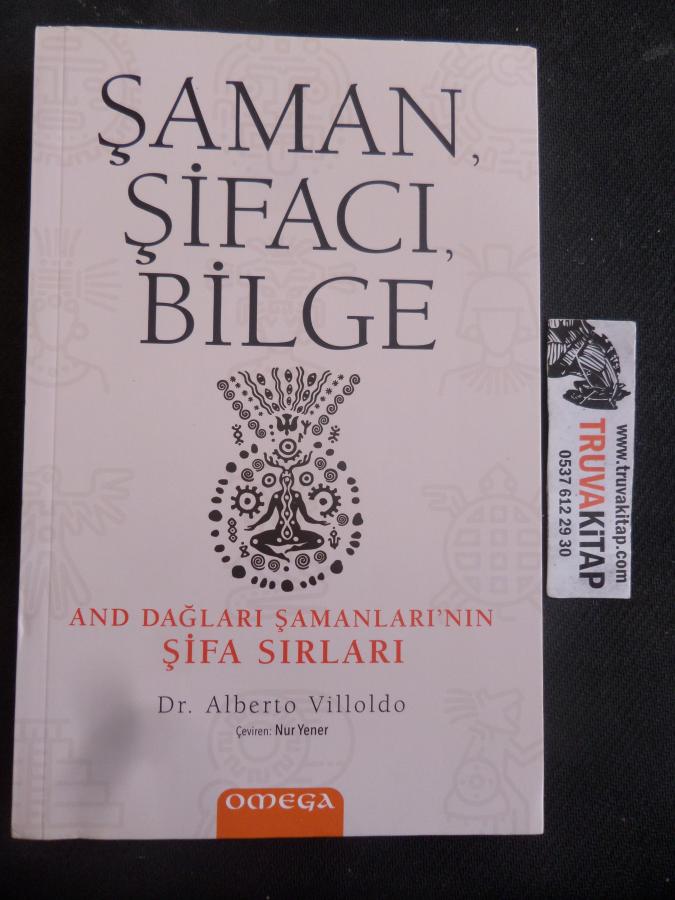 ŞAMAN,
ŞİFACI,
BİLGE
AND DAĞLARI ŞAMANLARI'NIN
ŞİFA SIRLARI
Dr. Alberto Villoldo
Çeviren: Nur Yener
OMEGA
www.truvakitap.com
TRUVAKİTAP
0537 612 29 30